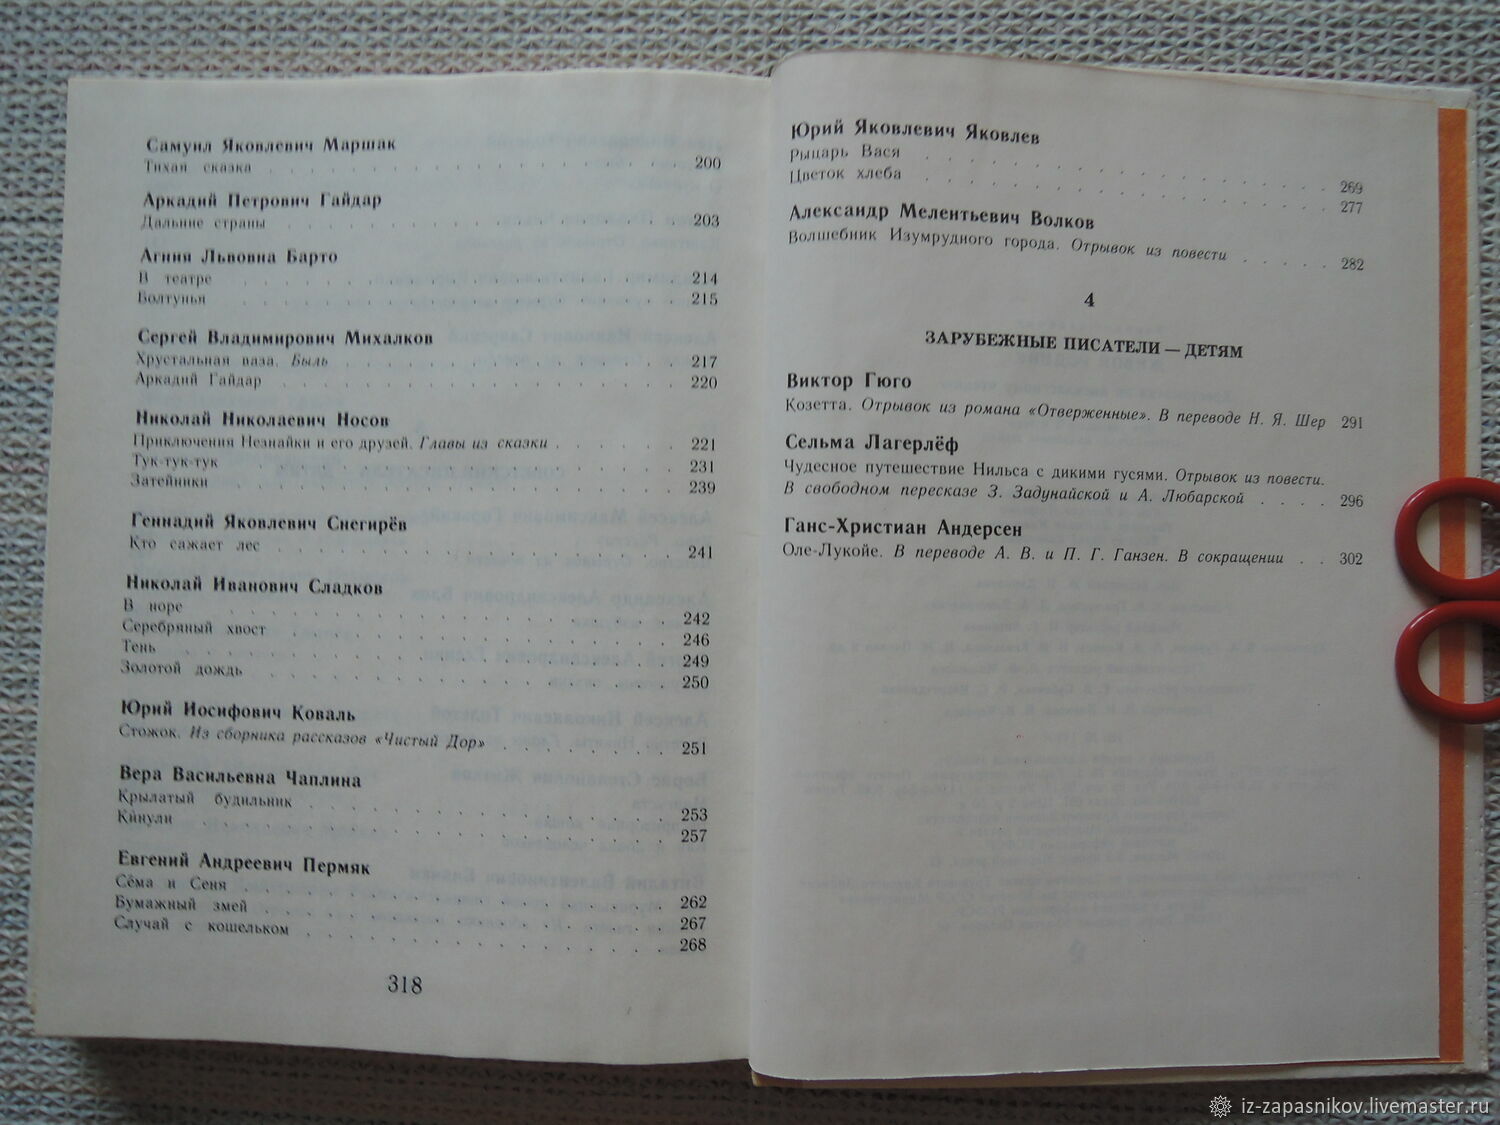 Самуил Яковлевич Маршак
Тихая сказка . . . 200
Аркадий Петрович Гайдар
Дальние страны . . . 203
Агния Львовна Барто
В театре . . . 214
Болтунья . . . 215
Сергей Владимирович Михалков
Хрустальная ваза. Быль . . . 217
Аркадий Гайдар . . . 220
Николай Николаевич Носов
Приключения Незнайки и его друзей. Главы из сказки . . . 221
Тук-тук-тук . . . 231
Затейники . . . 239
Геннадий Яковлевич Снегирёв
Кто сажает лес . . . 241
Николай Иванович Сладков
В норе . . . 242
Серебряный хвост . . . 246
Тень . . . 249
Золотой дождь . . . 250
Юрий Иосифович Коваль
Стожок. Из сборника рассказов «Чистый Дор» . . . 251
Вера Васильевна Чаплина
Крылатый будильник . . . 253
Кинули . . . 257
Евгений Андреевич Пермяк
Сёма и Сеня . . . 262
Бумажный змей . . . 267
Случай с кошельком . . . 268
318
Юрий Яковлевич Яковлев
Рыцарь Вася . . . 269
Цветок хлеба . . . 277
Александр Мелентьевич Волков
Волшебник Изумрудного города. Отрывок из повести . . . 282
4
ЗАРУБЕЖНЫЕ ПИСАТЕЛИ — ДЕТЯМ
Виктор Гюго
Козетта. Отрывок из романа «Отверженные». В переводе Н. Я. Шер 291
Сельма Лагерлёф
Чудесное путешествие Нильса с дикими гусями. Отрывок из повести.
В свободном пересказе З. Задунайской и А. Любарской . . . . 296
Ганс-Христиан Андерсен
Оле-Лукойе. В переводе А. В. и П. Г. Ганзен. В сокращении . . 302
iz-zapasnikov.livemaster.ru